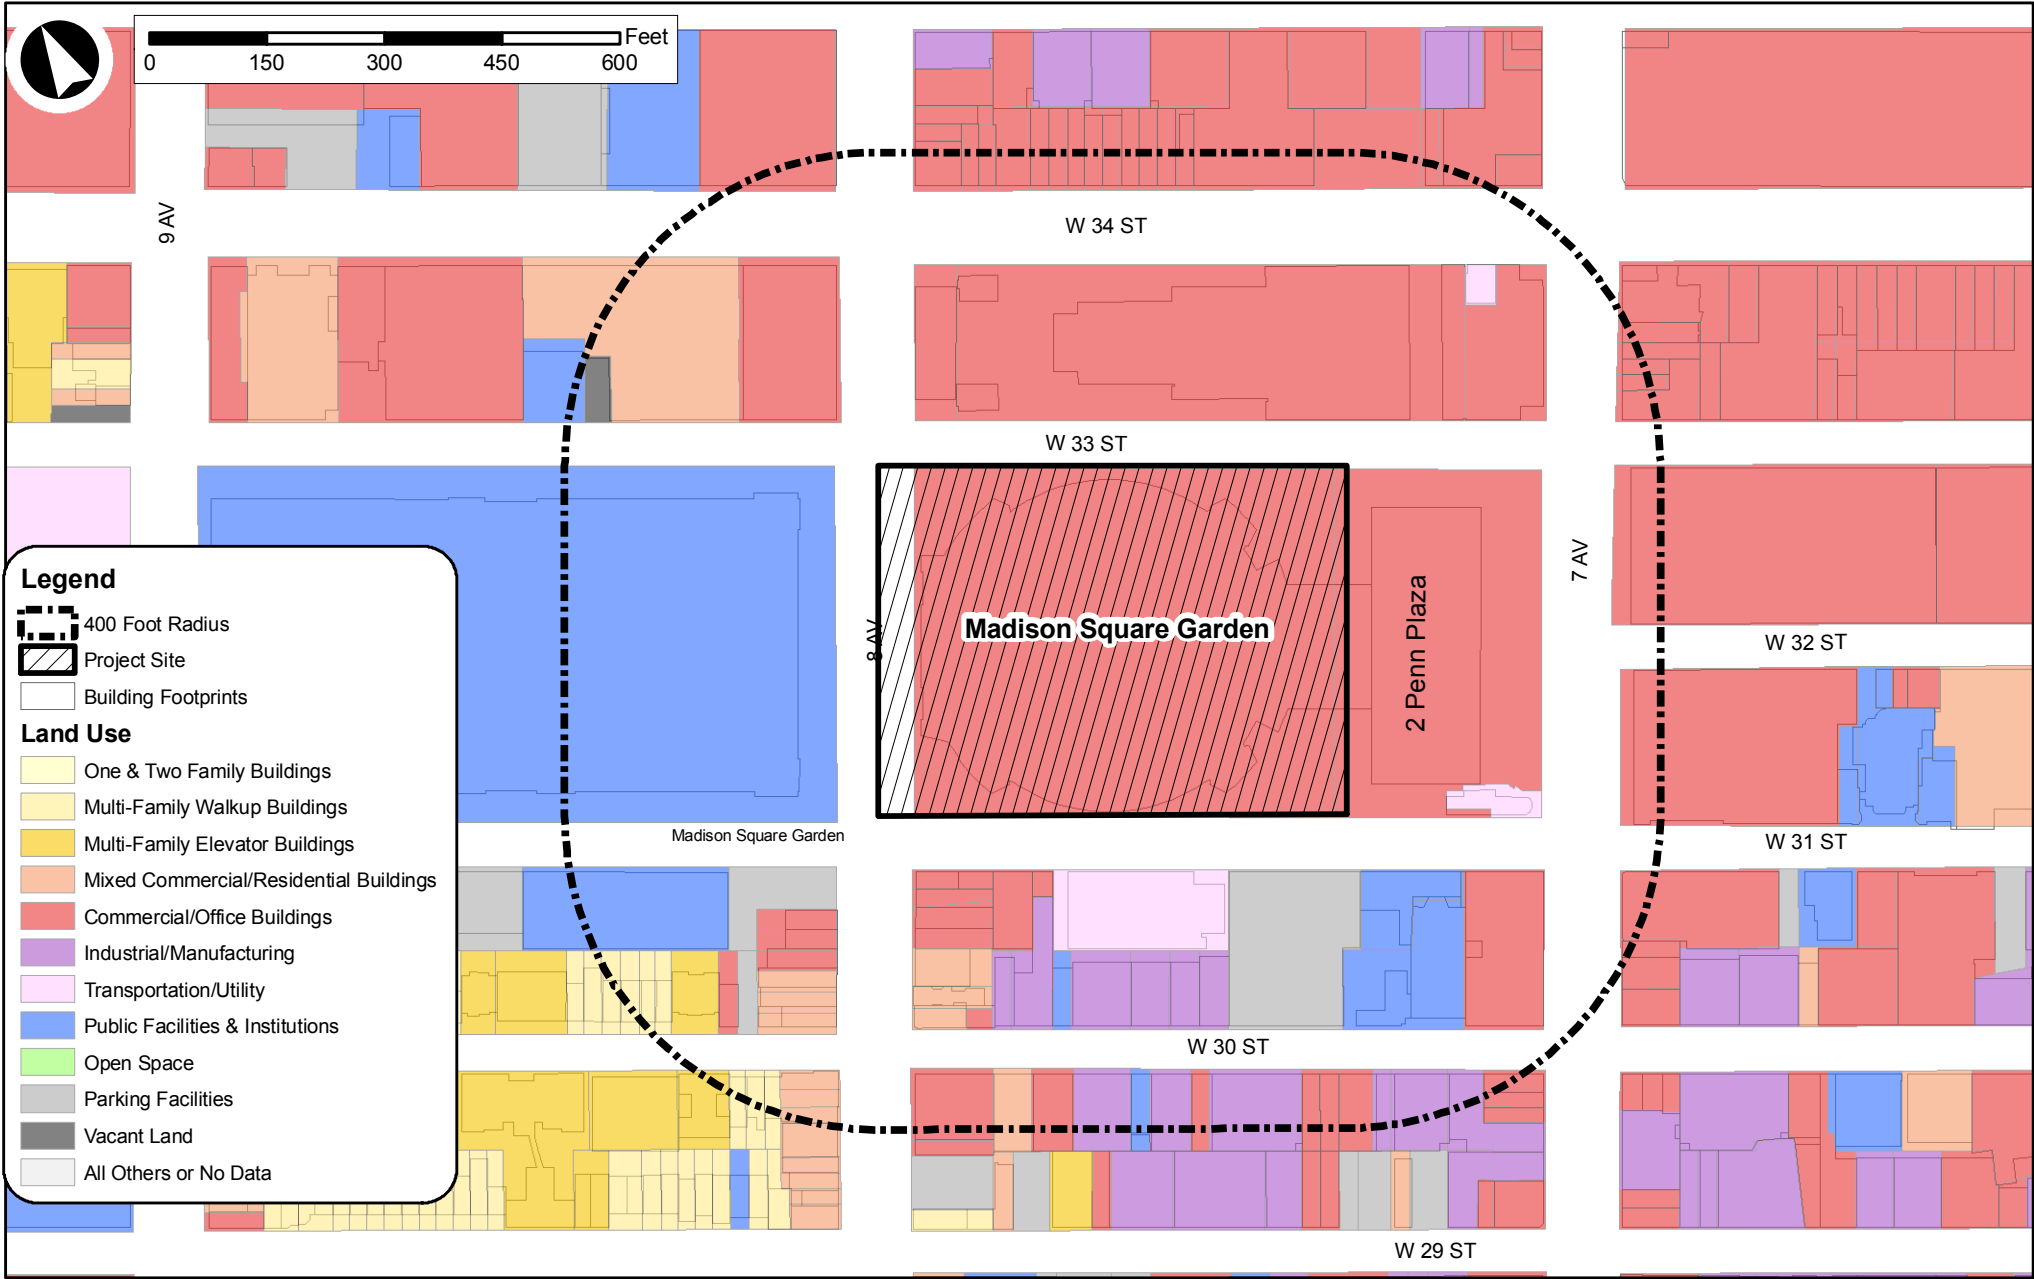 Feet
0 150 300 450 600
9 AV
W 34 ST
W 33 ST
8 AV
Madison Square Garden
2 Penn Plaza
7 AV
W 32 ST
Madison Square Garden
W 31 ST
W 30 ST
W 29 ST
Legend
400 Foot Radius
Project Site
Building Footprints
Land Use
One & Two Family Buildings
Multi-Family Walkup Buildings
Multi-Family Elevator Buildings
Mixed Commercial/Residential Buildings
Commercial/Office Buildings
Industrial/Manufacturing
Transportation/Utility
Public Facilities & Institutions
Open Space
Parking Facilities
Vacant Land
All Others or No Data